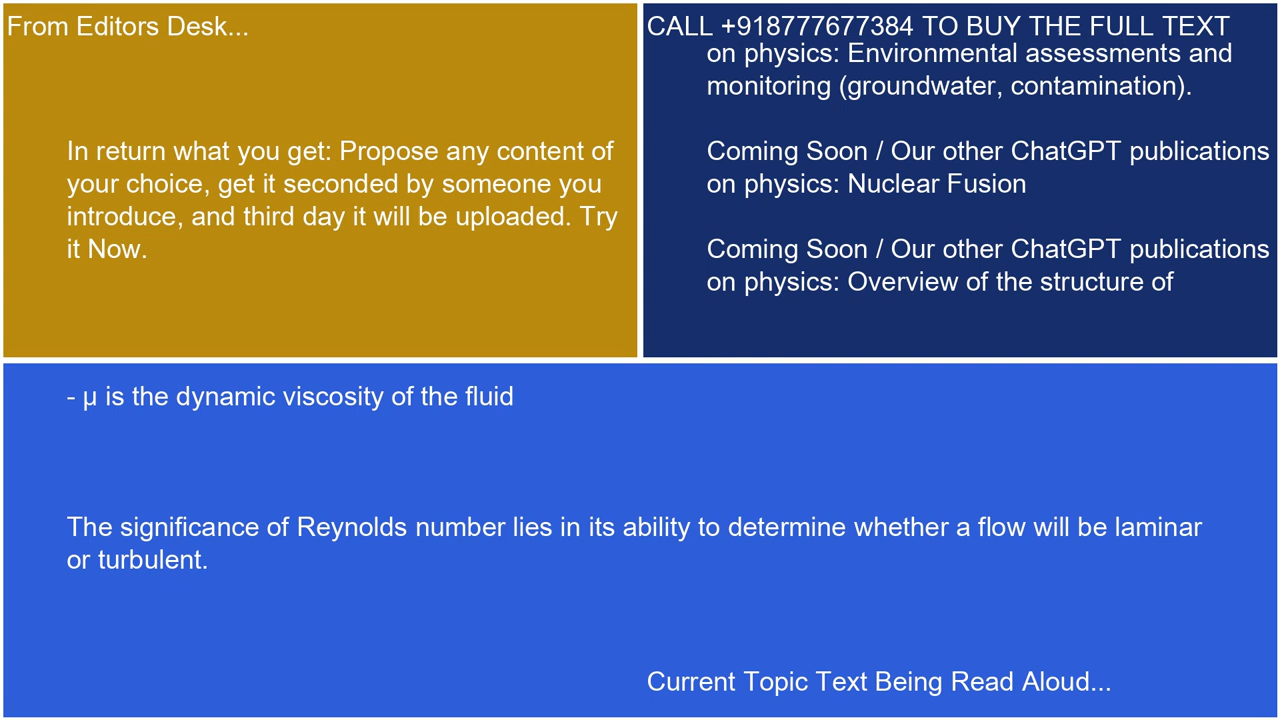 From Editors Desk...
In return what you get: Propose any content of
your choice, get it seconded by someone you
introduce, and third day it will be uploaded. Try
it Now.
CALL +918777677384 TO BUY THE FULL TEXT
on physics: Environmental assessments and
monitoring (groundwater, contamination).
Coming Soon / Our other ChatGPT publications
on physics: Nuclear Fusion
Coming Soon / Our other ChatGPT publications
on physics: Overview of the structure of
- μ is the dynamic viscosity of the fluid
The significance of Reynolds number lies in its ability to determine whether a flow will be laminar
or turbulent.
Current Topic Text Being Read Aloud...